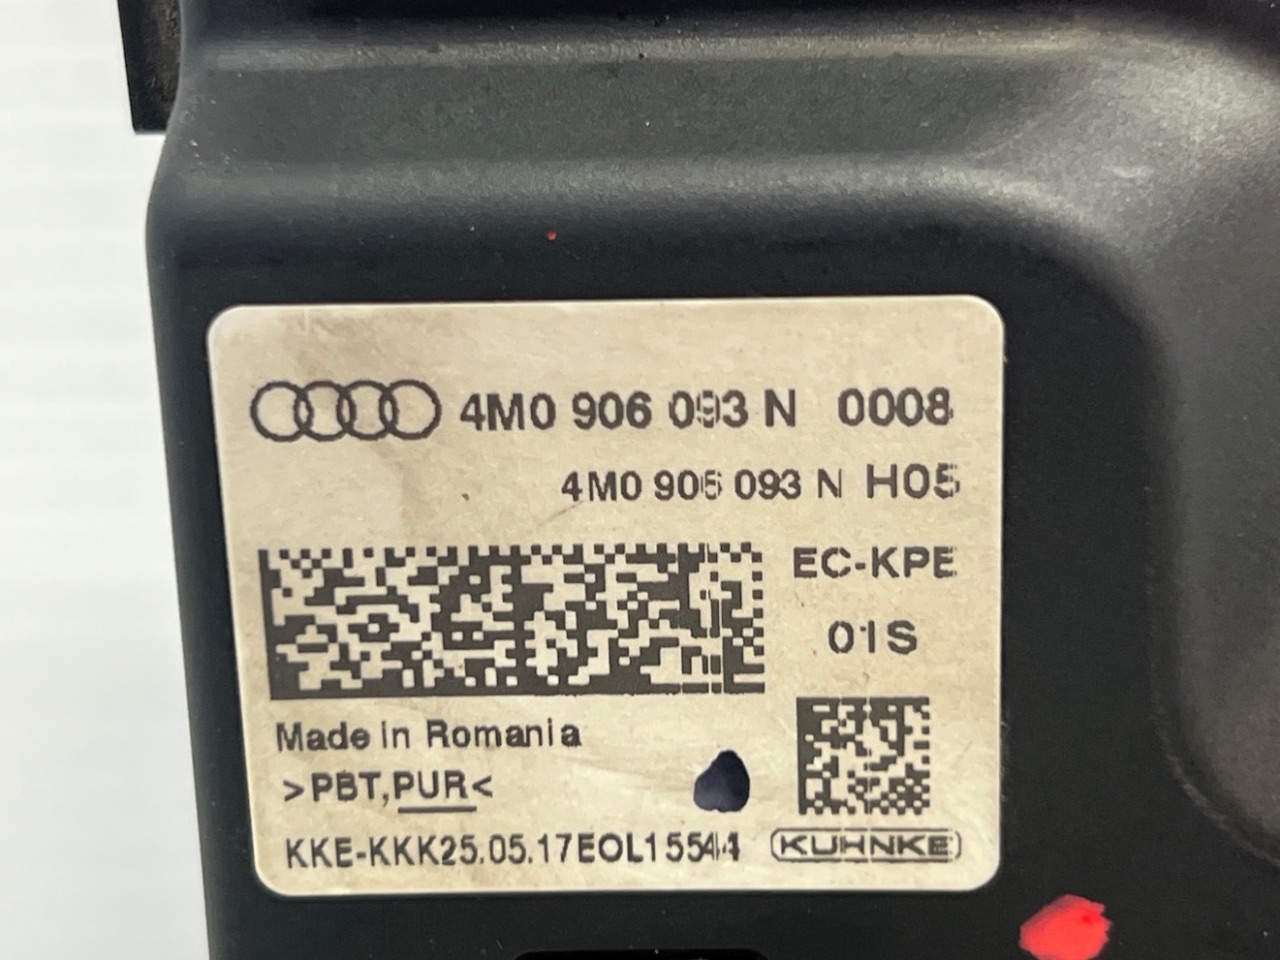 4M0 906 093 N 0008
4M0 906 093 N H05
EC-KPE
01S
Made in Romania
>PBT,PUR<
KKE-KKK25.05.17EOL15544 KUHNKE